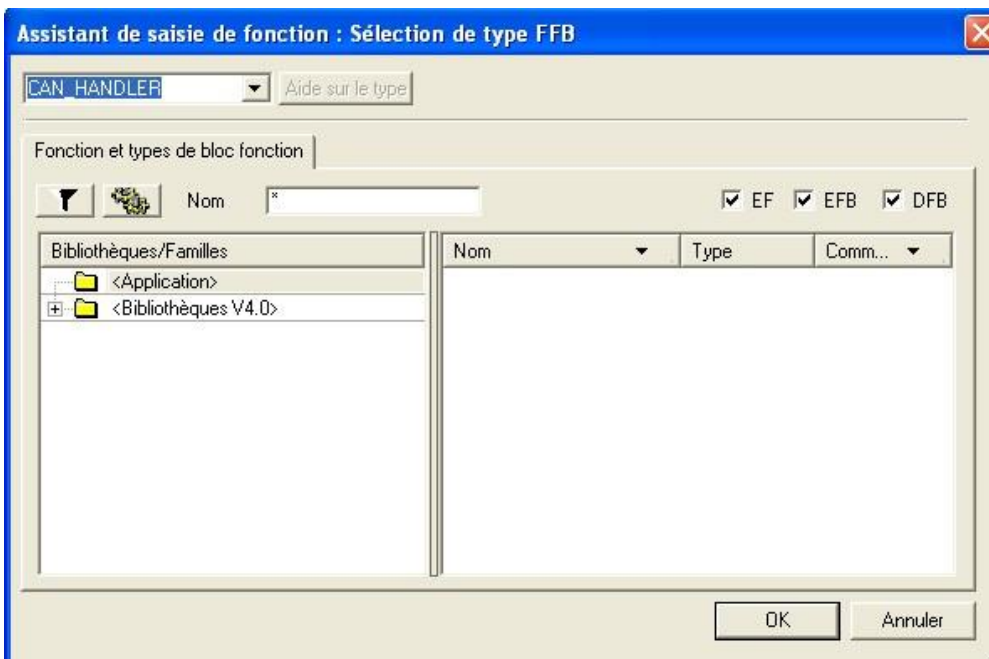 Assistant de saisie de fonction : Sélection de type FFB
CAN_HANDLER Aide sur le type
Fonction et types de bloc fonction
Nom * EF EFB DFB
Bibliothèques/Familles Nom Type Comm...
<Application>
<Bibliothèques V4.0>
OK Annuler